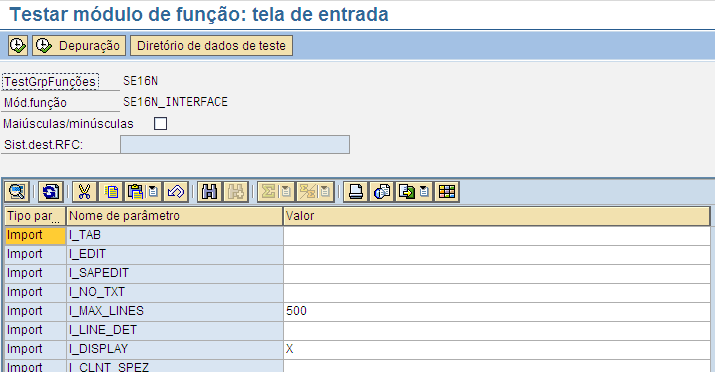 Testar módulo de função: tela de entrada
Depuração Diretório de dados de teste
TestGrpFunções SE16N
Mód.função SE16N_INTERFACE
Maiúsculas/minúsculas
Sist.dest.RFC:
Tipo par... Nome de parâmetro Valor
Import I_TAB
Import I_EDIT
Import I_SAPEDIT
Import I_NO_TXT
Import I_MAX_LINES 500
Import I_LINE_DET
Import I_DISPLAY X
Import I_CLNT_SPEZ